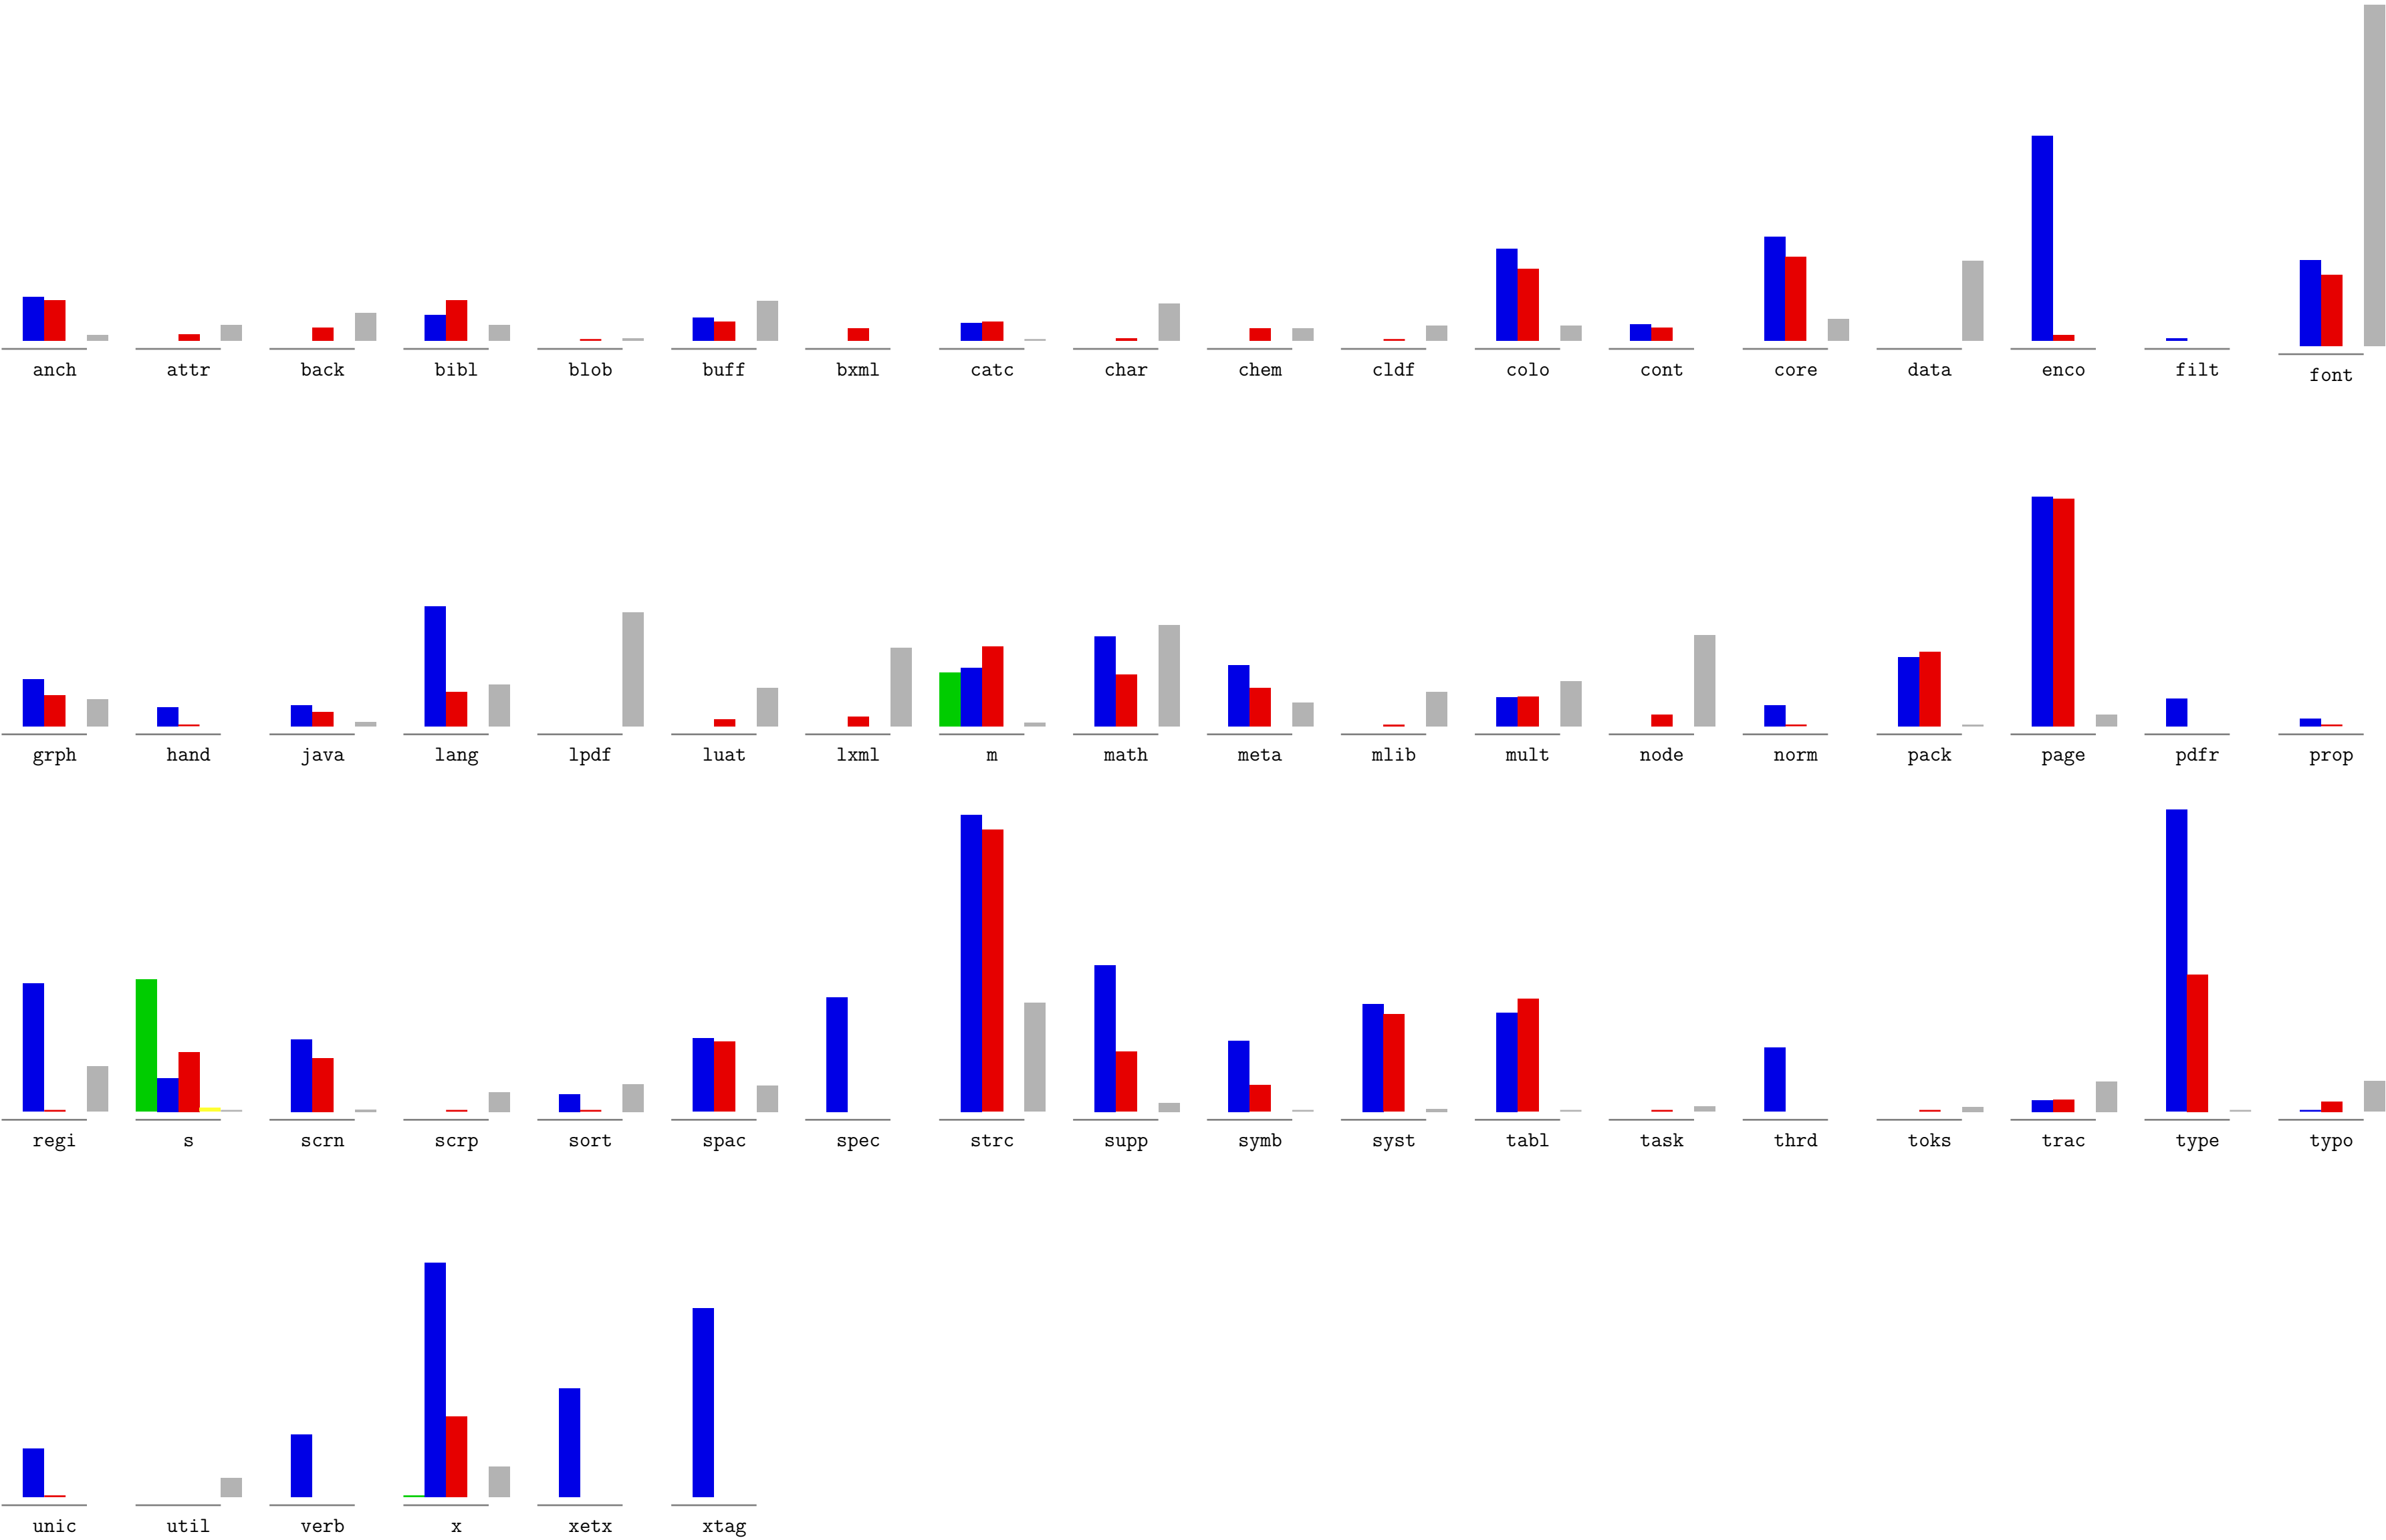 anch attr back bibl blob buff bxml catc char chem cldf colo cont core data enco filt font
grph hand java lang lpdf luat lxml m math meta mlib mult node norm pack page pdfr prop
regi s scrn scrp sort spac spec strc supp symb syst tabl task thrd toks trac type typo
unic util verb x xetx xtag